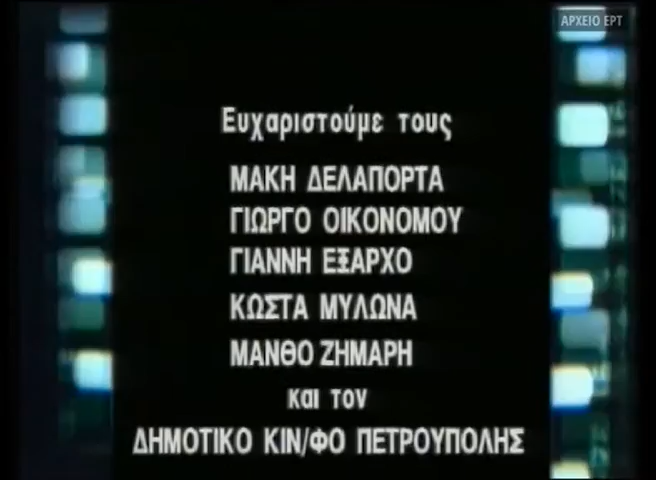 ΑΡΧΕΙΟ ΕΡΤ
Ευχαριστούμε τους
ΜΑΚΗ ΔΕΛΑΠΟΡΤΑ
ΓΙΩΡΓΟ ΟΙΚΟΝΟΜΟΥ
ΓΙΑΝΝΗ ΕΞΑΡΧΟ
ΚΩΣΤΑ ΜΥΛΩΝΑ
ΜΑΝΘΟ ΖΗΜΑΡΗ
και τον
ΔΗΜΟΤΙΚΟ ΚΙΝ/ΦΟ ΠΕΤΡΟΥΠΟΛΗΣ